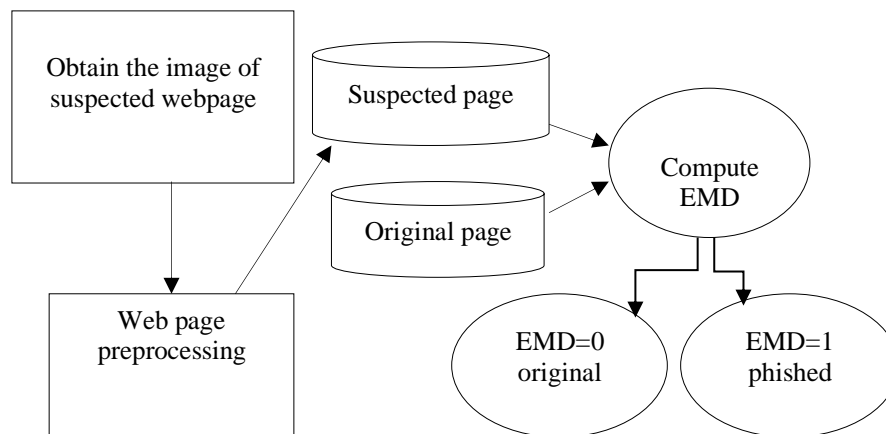 Obtain the image of
suspected webpage
Suspected page
Compute
EMD
Original page
Web page
preprocessing
EMD=0
original
EMD=1
phished